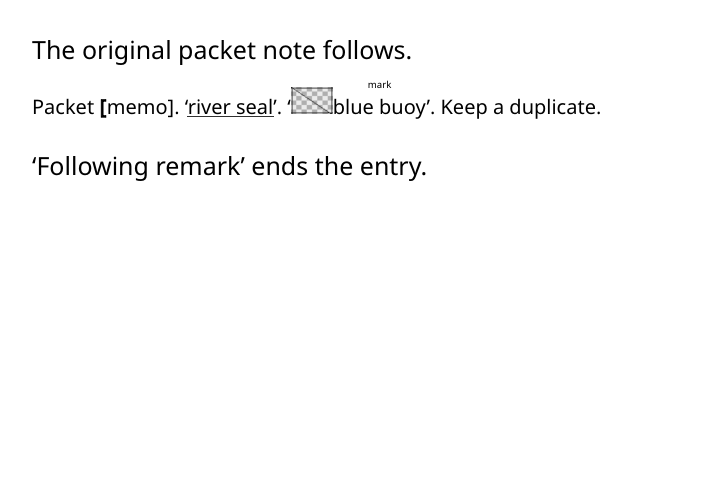 The original packet note follows.
mark
Packet [memo]. ‘river seal’. ‘blue buoy’. Keep a duplicate.
‘Following remark’ ends the entry.